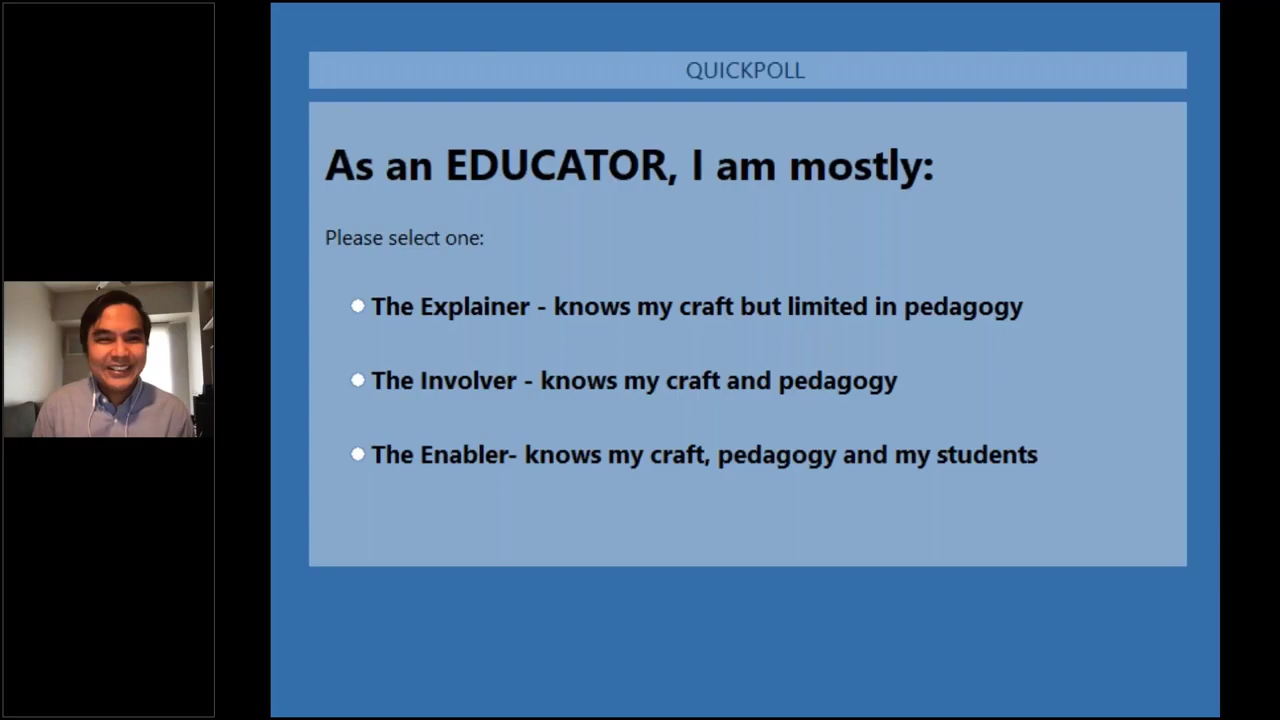 QUICKPOLL
As an EDUCATOR, I am mostly:
Please select one:
The Explainer - knows my craft but limited in pedagogy
The Involver - knows my craft and pedagogy
The Enabler- knows my craft, pedagogy and my students